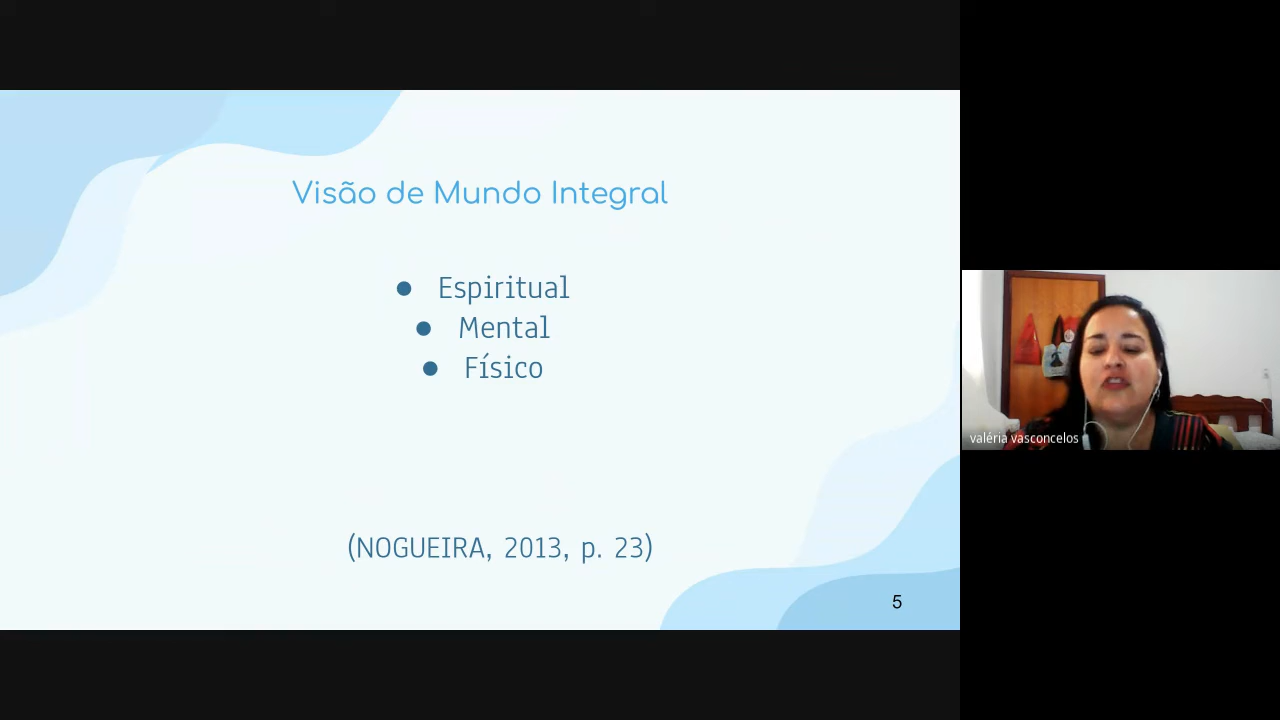 Visão de Mundo Integral
● Espiritual
● Mental
● Físico
(NOGUEIRA, 2013, p. 23)
5
valéria vasconcelos